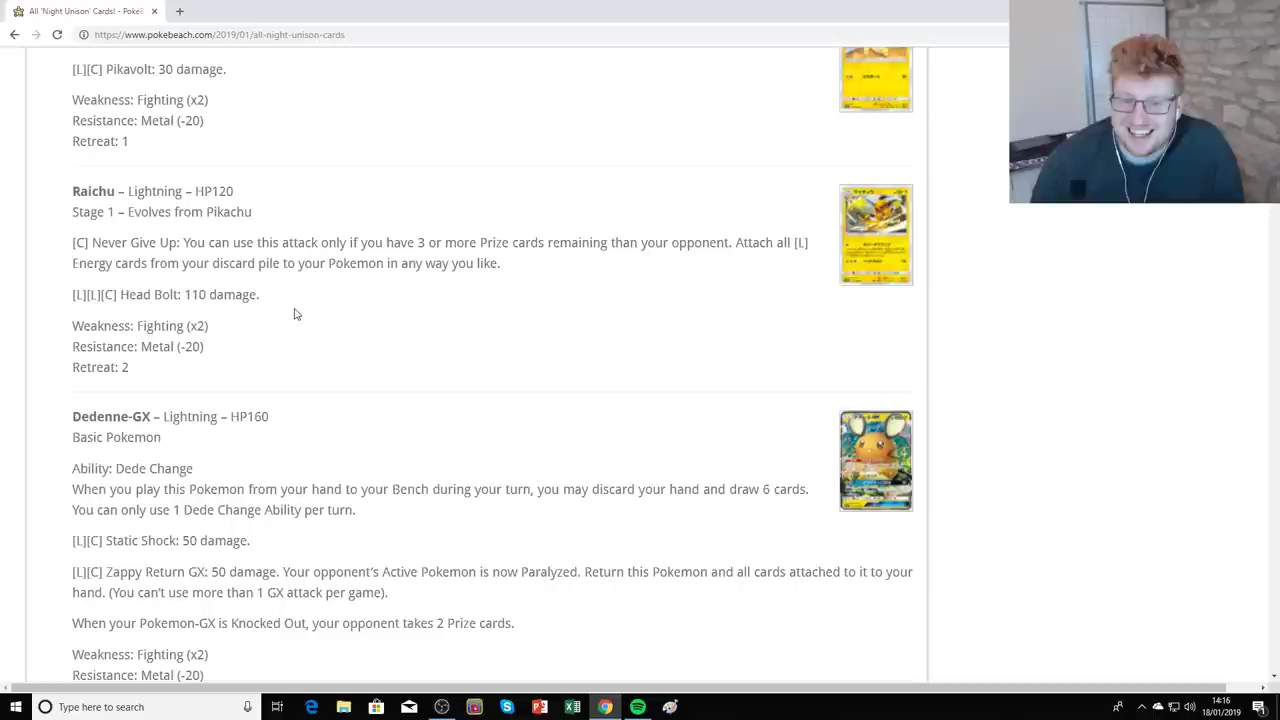 All 'Night Unison' Cards! - Poké
https://www.pokebeach.com/2019/01/all-night-unison-cards
[L][C] Pikavolt: 30 damage.
Weakness: Fighting (x2)
Resistance: Metal (-20)
Retreat: 1
Raichu – Lightning – HP120
Stage 1 – Evolves from Pikachu
[C] Never Give Up: You can use this attack only if you have 3 or more Prize cards remaining than your opponent. Attach all [L]
Energy cards from your discard pile to your Pokemon in any way you like.
[L][L][C] Head Bolt: 110 damage.
Weakness: Fighting (x2)
Resistance: Metal (-20)
Retreat: 2
Dedenne-GX – Lightning – HP160
Basic Pokemon
Ability: Dede Change
When you play this Pokemon from your hand to your Bench during your turn, you may discard your hand and draw 6 cards.
You can only use 1 Dede Change Ability per turn.
[L][C] Static Shock: 50 damage.
[L][C] Zappy Return GX: 50 damage. Your opponent's Active Pokemon is now Paralyzed. Return this Pokemon and all cards attached to it to your
hand. (You can't use more than 1 GX attack per game).
When your Pokemon-GX is Knocked Out, your opponent takes 2 Prize cards.
Weakness: Fighting (x2)
Resistance: Metal (-20)
Type here to search
14:16
18/01/2019